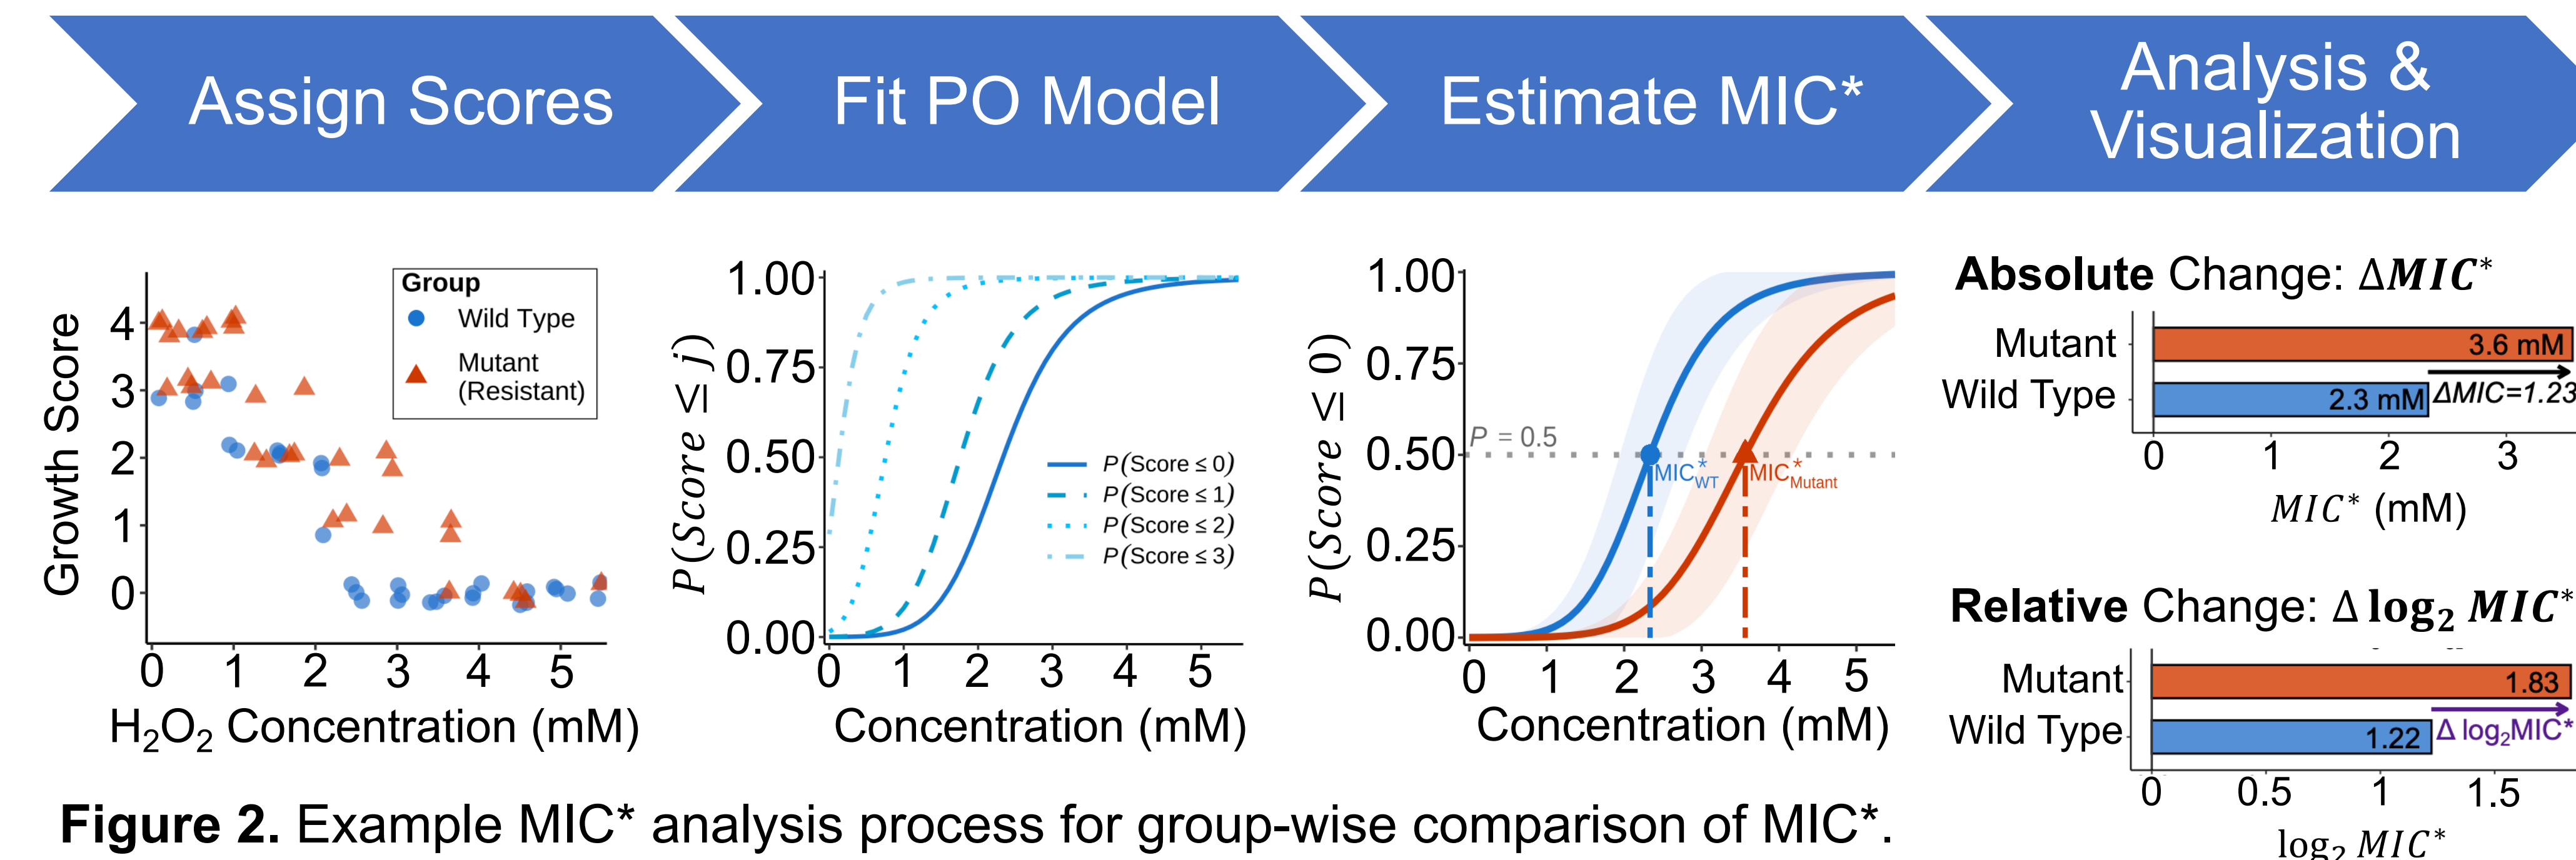 Assign Scores
Fit PO Model
Estimate MIC*
Analysis &
Visualization
Growth Score
4
3
2
1
0
Group
Wild Type
Mutant
(Resistant)
0 1 2 3 4 5
H₂O₂ Concentration (mM)
P(Score ≤ j)
1.00
0.75
0.50
0.25
0.00
P(Score ≤ 0)
P(Score ≤ 1)
P(Score ≤ 2)
P(Score ≤ 3)
0 1 2 3 4 5
Concentration (mM)
P(Score ≤ 0)
1.00
0.75
0.50
0.25
0.00
P = 0.5
MIC*WT
MIC*Mutant
0 1 2 3 4 5
Concentration (mM)
Absolute Change: ΔMIC*
Mutant
3.6 mM
Wild Type
2.3 mM
ΔMIC=1.23
0 1 2 3
MIC* (mM)
Relative Change: Δ log₂ MIC*
Mutant
1.83
Wild Type
1.22
Δ log₂MIC*
0 0.5 1 1.5
log₂ MIC*
Figure 2. Example MIC* analysis process for group-wise comparison of MIC*.